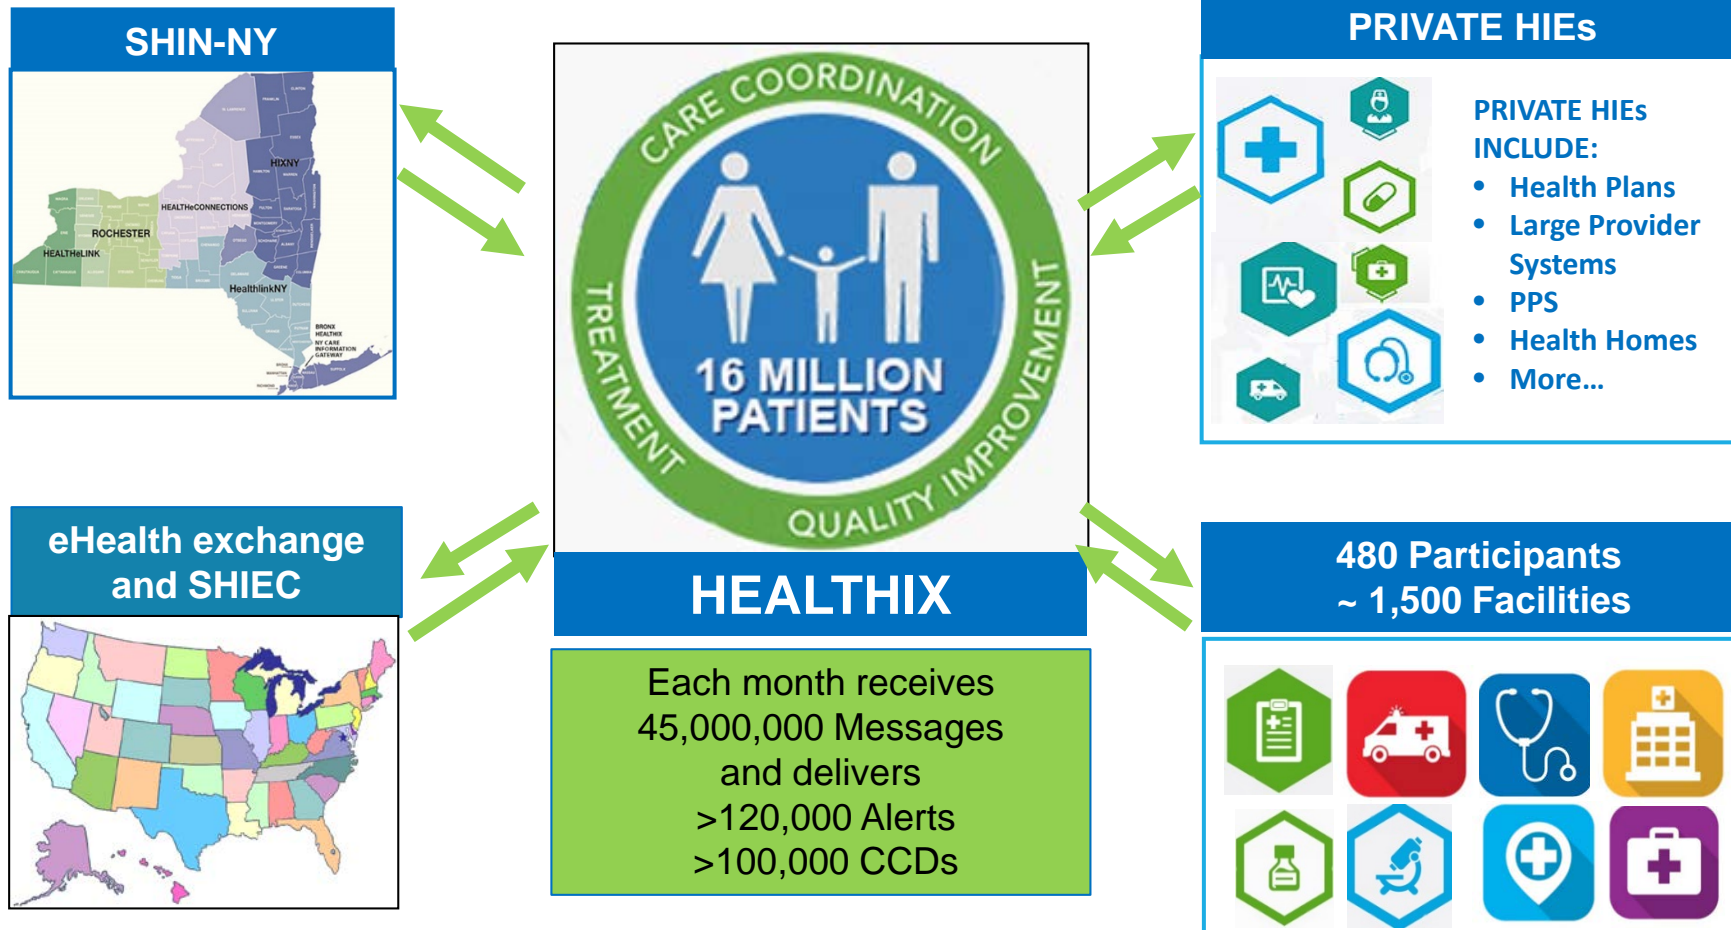 SHIN-NY
HIXNY
HEALTHeCONNECTIONS
ROCHESTER
HEALTHeLINK
HealthlinkNY
BRONX
HEALTHIX
NY CARE
INFORMATION
GATEWAY
CARE COORDINATION
TREATMENT
QUALITY IMPROVEMENT
16 MILLION
PATIENTS
PRIVATE HIEs
PRIVATE HIEs
INCLUDE:
• Health Plans
• Large Provider
Systems
• PPS
• Health Homes
• More...
eHealth exchange
and SHIEC
HEALTHIX
Each month receives
45,000,000 Messages
and delivers
>120,000 Alerts
>100,000 CCDs
480 Participants
~ 1,500 Facilities